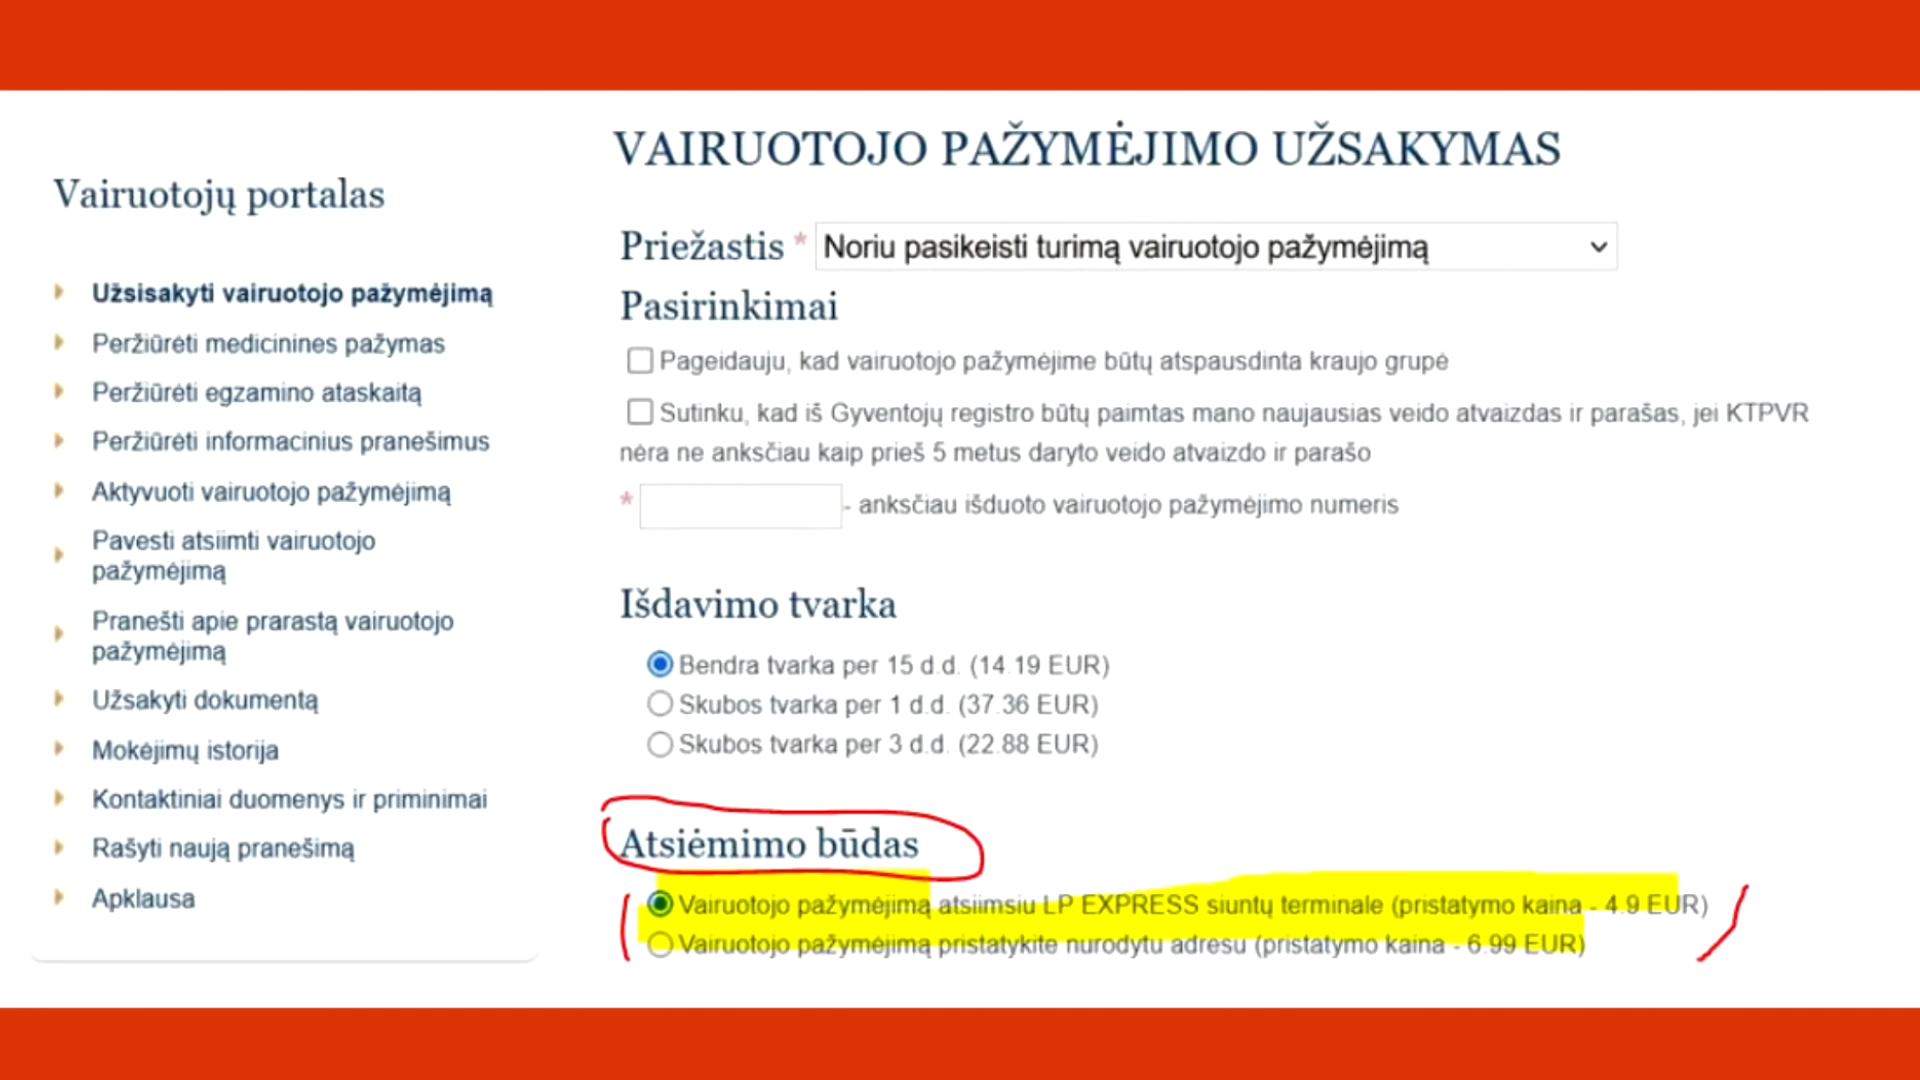 VAIRUOTOJO PAŽYMĖJIMO UŽSAKYMAS
Vairuotojų portalas
Užsisakyti vairuotojo pažymėjimą
Peržiūrėti medicinines pažymas
Peržiūrėti egzamino ataskaitą
Peržiūrėti informacinius pranešimus
Aktyvuoti vairuotojo pažymėjimą
Pavesti atsiimti vairuotojo
pažymėjimą
Pranešti apie prarastą vairuotojo
pažymėjimą
Užsakyti dokumentą
Mokėjimų istorija
Kontaktiniai duomenys ir priminimai
Rašyti naują pranešimą
Apklausa
Priežastis * Noriu pasikeisti turimą vairuotojo pažymėjimą
Pasirinkimai
Pageidauju, kad vairuotojo pažymėjime būtų atspausdinta kraujo grupė
Sutinku, kad iš Gyventojų registro būtų paimtas mano naujausias veido atvaizdas ir parašas, jei KTPVR
nėra ne anksčiau kaip prieš 5 metus daryto veido atvaizdo ir parašo
* - anksčiau išduoto vairuotojo pažymėjimo numeris
Išdavimo tvarka
Bendra tvarka per 15 d.d. (14.19 EUR)
Skubos tvarka per 1 d.d. (37.36 EUR)
Skubos tvarka per 3 d.d. (22.88 EUR)
Atsiėmimo būdas
Vairuotojo pažymėjimą atsiimsiu LP EXPRESS siuntų terminale (pristatymo kaina - 4.9 EUR)
Vairuotojo pažymėjimą pristatykite nurodytu adresu (pristatymo kaina - 6.99 EUR)